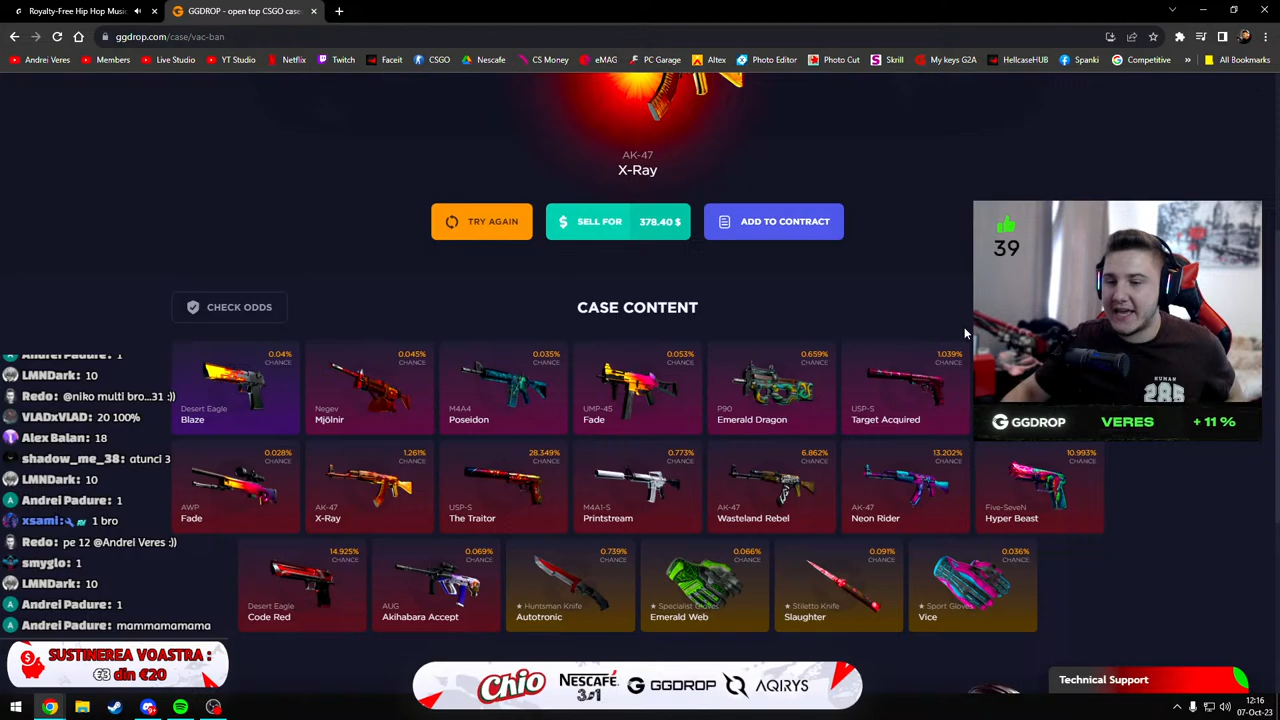 Royalty-Free Hip Hop Music
GGDROP - open top CSGO case
ggdrop.com/case/vac-ban
Andrei Veres
Hub
Members
Live Studio
YT Studio
Netflix
Twitch
Faceit
CSGO
Nescafe
CS Money
eMAG
PC Garage
Altex
Photo Editor
Photo Cut
Skrill
My keys G2A
HellcaseHUB
Spanki
Competitive
All Bookmarks
AK-47
X-Ray
TRY AGAIN
SELL FOR 378.40 $
ADD TO CONTRACT
39
CHECK ODDS
CASE CONTENT
0.04%
CHANCE
Desert Eagle
Blaze
0.045%
CHANCE
Negev
Mjölnir
0.035%
CHANCE
M4A4
Poseidon
0.053%
CHANCE
UMP-45
Fade
0.659%
CHANCE
P90
Emerald Dragon
1.039%
CHANCE
USP-S
Target Acquired
HUMAN
285
GGDROP VERES + 11 %
0.028%
CHANCE
AWP
Fade
1.261%
CHANCE
AK-47
X-Ray
28.349%
CHANCE
USP-S
The Traitor
0.773%
CHANCE
M4A1-S
Printstream
6.862%
CHANCE
AK-47
Wasteland Rebel
13.202%
CHANCE
AK-47
Neon Rider
10.993%
CHANCE
Five-SeveN
Hyper Beast
14.925%
CHANCE
Desert Eagle
Code Red
0.069%
CHANCE
AUG
Akihabara Accept
0.739%
CHANCE
★ Huntsman Knife
Autotronic
0.066%
CHANCE
★ Specialist Gloves
Emerald Web
0.091%
CHANCE
★ Stiletto Knife
Slaughter
0.036%
CHANCE
★ Sport Gloves
Vice
Andrei Padure: 1
LMNDark: 10
Redo: @niko multi bro...31 :))
VLADxVLAD: 20 100%
Alex Balan: 18
shadow_me_38: atunci 3
LMNDark: 10
Andrei Padure: 1
xsami: 1 bro
Redo: pe 12 @Andrei Veres :))
smyylo: 1
LMNDark: 10
Andrei Padure: 1
Andrei Padure: mammamamama
SUSTINEREA VOASTRA :
€3 din €20
Chio NESCAFÉ 3in1 GGDROP AQIRYS
Technical Support
12:16
07-Oct-23